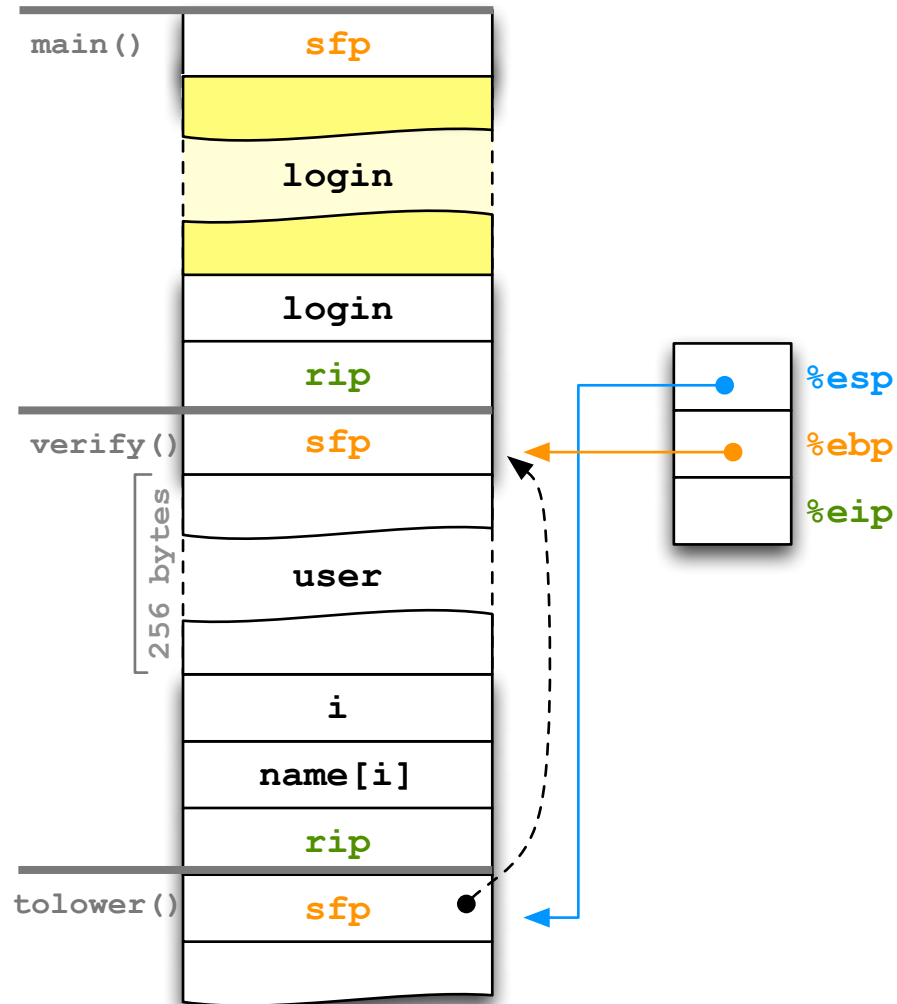 main()
sfp
login
login
rip
%esp
verify()
sfp
%ebp
%eip
256 bytes
user
i
name[i]
rip
tolower()
sfp